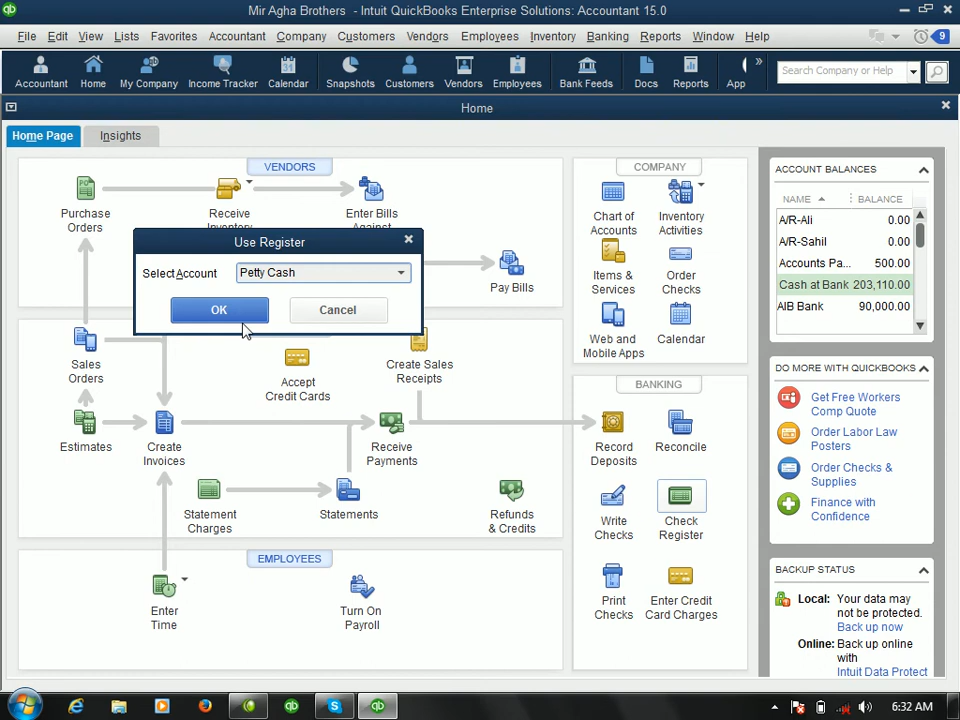 Mir Agha Brothers - Intuit QuickBooks Enterprise Solutions: Accountant 15.0
File Edit View Lists Favorites Accountant Company Customers Vendors Employees Inventory Banking Reports Window Help
9
Accountant Home My Company Income Tracker Calendar Snapshots Customers Vendors Employees Bank Feeds Docs Reports App
Search Company or Help
Home
Home Page Insights
VENDORS
Purchase
Orders
Receive
Inventory
Enter Bills
Against
Pay Bills
Use Register
Select Account Petty Cash
OK Cancel
Sales
Orders
Accept
Credit Cards
Create Sales
Receipts
Estimates
Create
Invoices
Receive
Payments
Statement
Charges
Statements
Refunds
& Credits
EMPLOYEES
Enter
Time
Turn On
Payroll
COMPANY
Chart of
Accounts
Inventory
Activities
Items &
Services
Order
Checks
Web and
Mobile Apps
Calendar
BANKING
Record
Deposits
Reconcile
Write
Checks
Check
Register
Print
Checks
Enter Credit
Card Charges
ACCOUNT BALANCES
NAME BALANCE
A/R-Ali 0.00
A/R-Sahil 0.00
Accounts Pa... 500.00
Cash at Bank 203,110.00
AIB Bank 90,000.00
DO MORE WITH QUICKBOOKS
Get Free Workers
Comp Quote
Order Labor Law
Posters
Order Checks &
Supplies
Finance with
Confidence
BACKUP STATUS
Local: Your data may
not be protected.
Back up now
Online: Back up online
with
Intuit Data Protect
6:32 AM